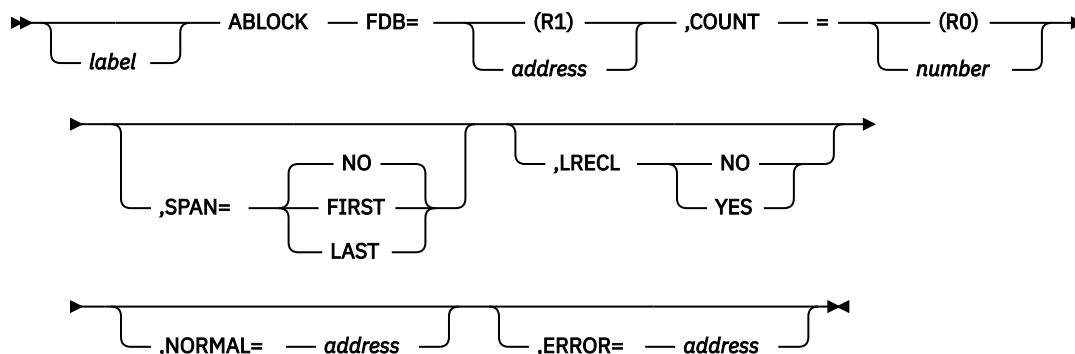 ABLOCK FDB= (R1) ,COUNT = (R0)
label address number
,SPAN= NO FIRST LAST ,LRECL NO YES
,NORMAL= address ,ERROR= address